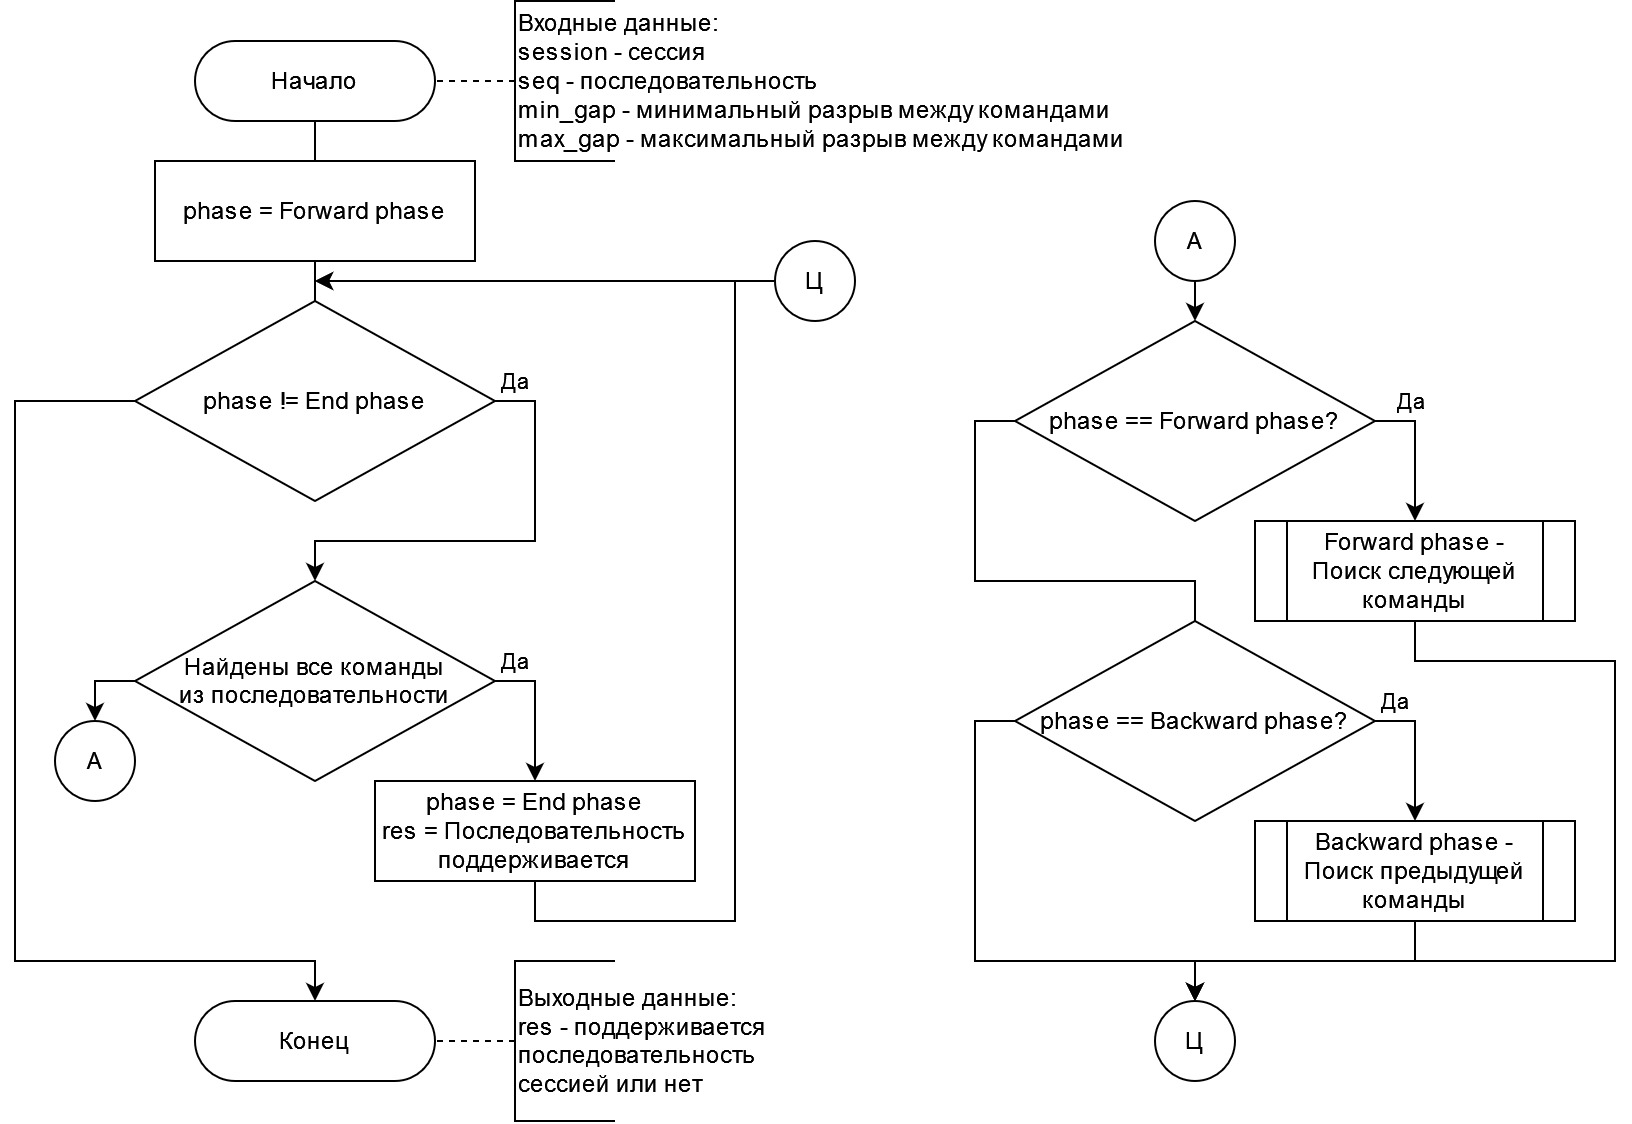 Начало
Входные данные:
session - сессия
seq - последовательность
min_gap - минимальный разрыв между командами
max_gap - максимальный разрыв между командами
phase = Forward phase
Ц
phase != End phase
Да
Найдены все команды
из последовательности
Да
А
phase = End phase
res = Последовательность
поддерживается
Конец
Выходные данные:
res - поддерживается
последовательность
сессией или нет
А
phase == Forward phase?
Да
Forward phase -
Поиск следующей
команды
phase == Backward phase?
Да
Backward phase -
Поиск предыдущей
команды
Ц